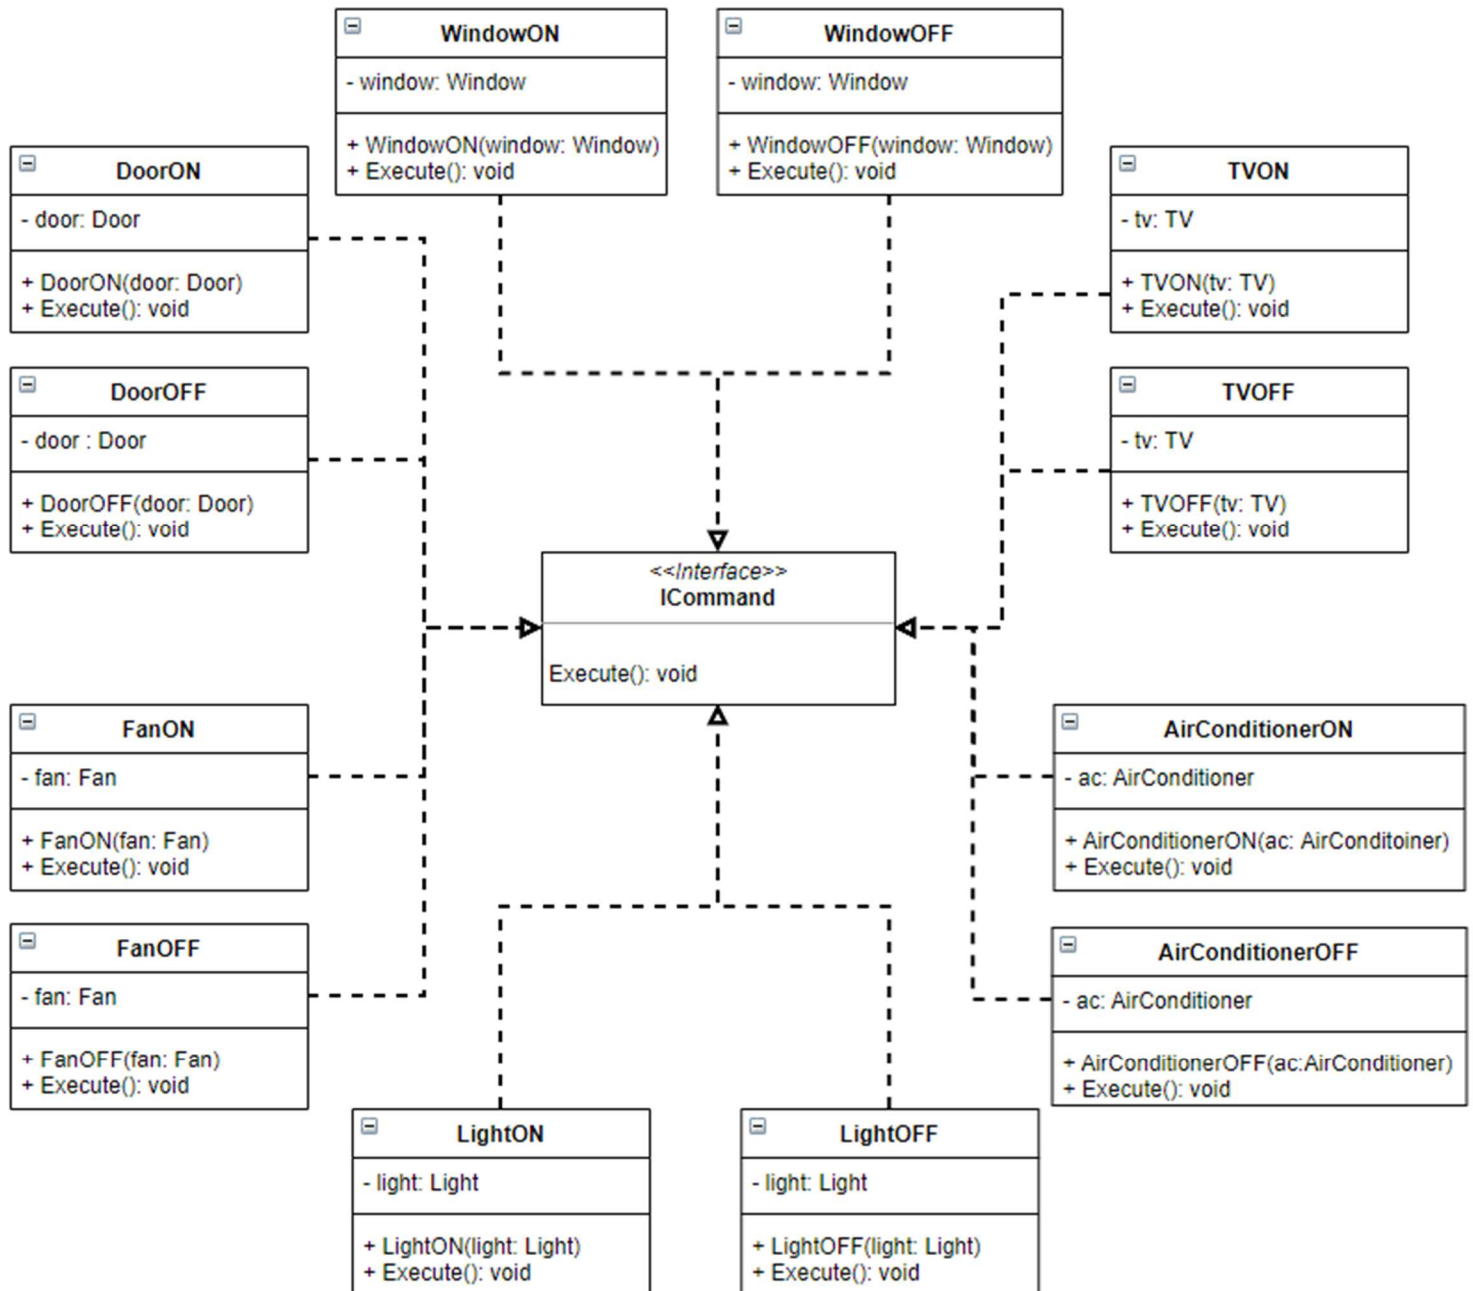 WindowON
- window: Window
+ WindowON(window: Window)
+ Execute(): void
WindowOFF
- window: Window
+ WindowOFF(window: Window)
+ Execute(): void
DoorON
- door: Door
+ DoorON(door: Door)
+ Execute(): void
TVON
- tv: TV
+ TVON(tv: TV)
+ Execute(): void
DoorOFF
- door : Door
+ DoorOFF(door: Door)
+ Execute(): void
TVOFF
- tv: TV
+ TVOFF(tv: TV)
+ Execute(): void
<<Interface>>
ICommand
Execute(): void
FanON
- fan: Fan
+ FanON(fan: Fan)
+ Execute(): void
AirConditionerON
- ac: AirConditioner
+ AirConditionerON(ac: AirConditoiner)
+ Execute(): void
FanOFF
- fan: Fan
+ FanOFF(fan: Fan)
+ Execute(): void
AirConditionerOFF
- ac: AirConditioner
+ AirConditionerOFF(ac:AirConditioner)
+ Execute(): void
LightON
- light: Light
+ LightON(light: Light)
+ Execute(): void
LightOFF
- light: Light
+ LightOFF(light: Light)
+ Execute(): void